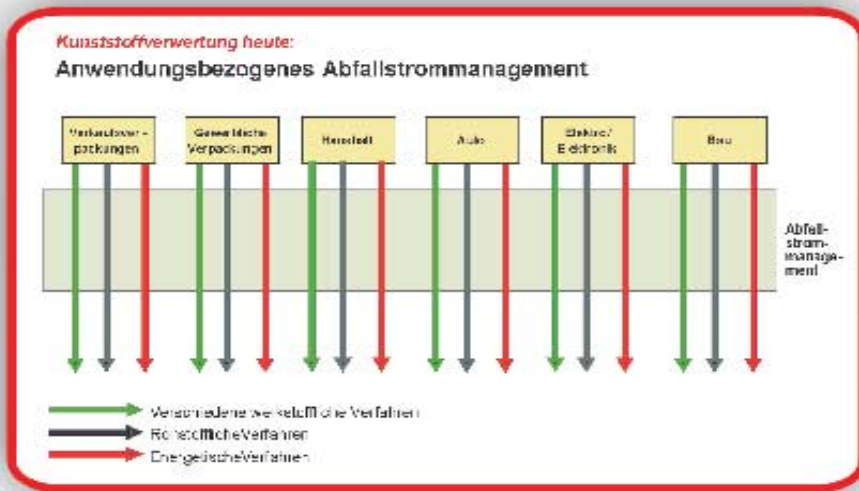 Kunststoffverwertung heute:
Anwendungsbezogenes Abfallstrommanagement
Verkaufsver-
packungen
Gewerbliche
Verpackungen
Haushalt
Auto
Elektro/
Elektronik
Bau
Abfall-
strom-
manage-
ment
Verschiedene werkstoffliche Verfahren
Rohstoffliche Verfahren
Energetische Verfahren